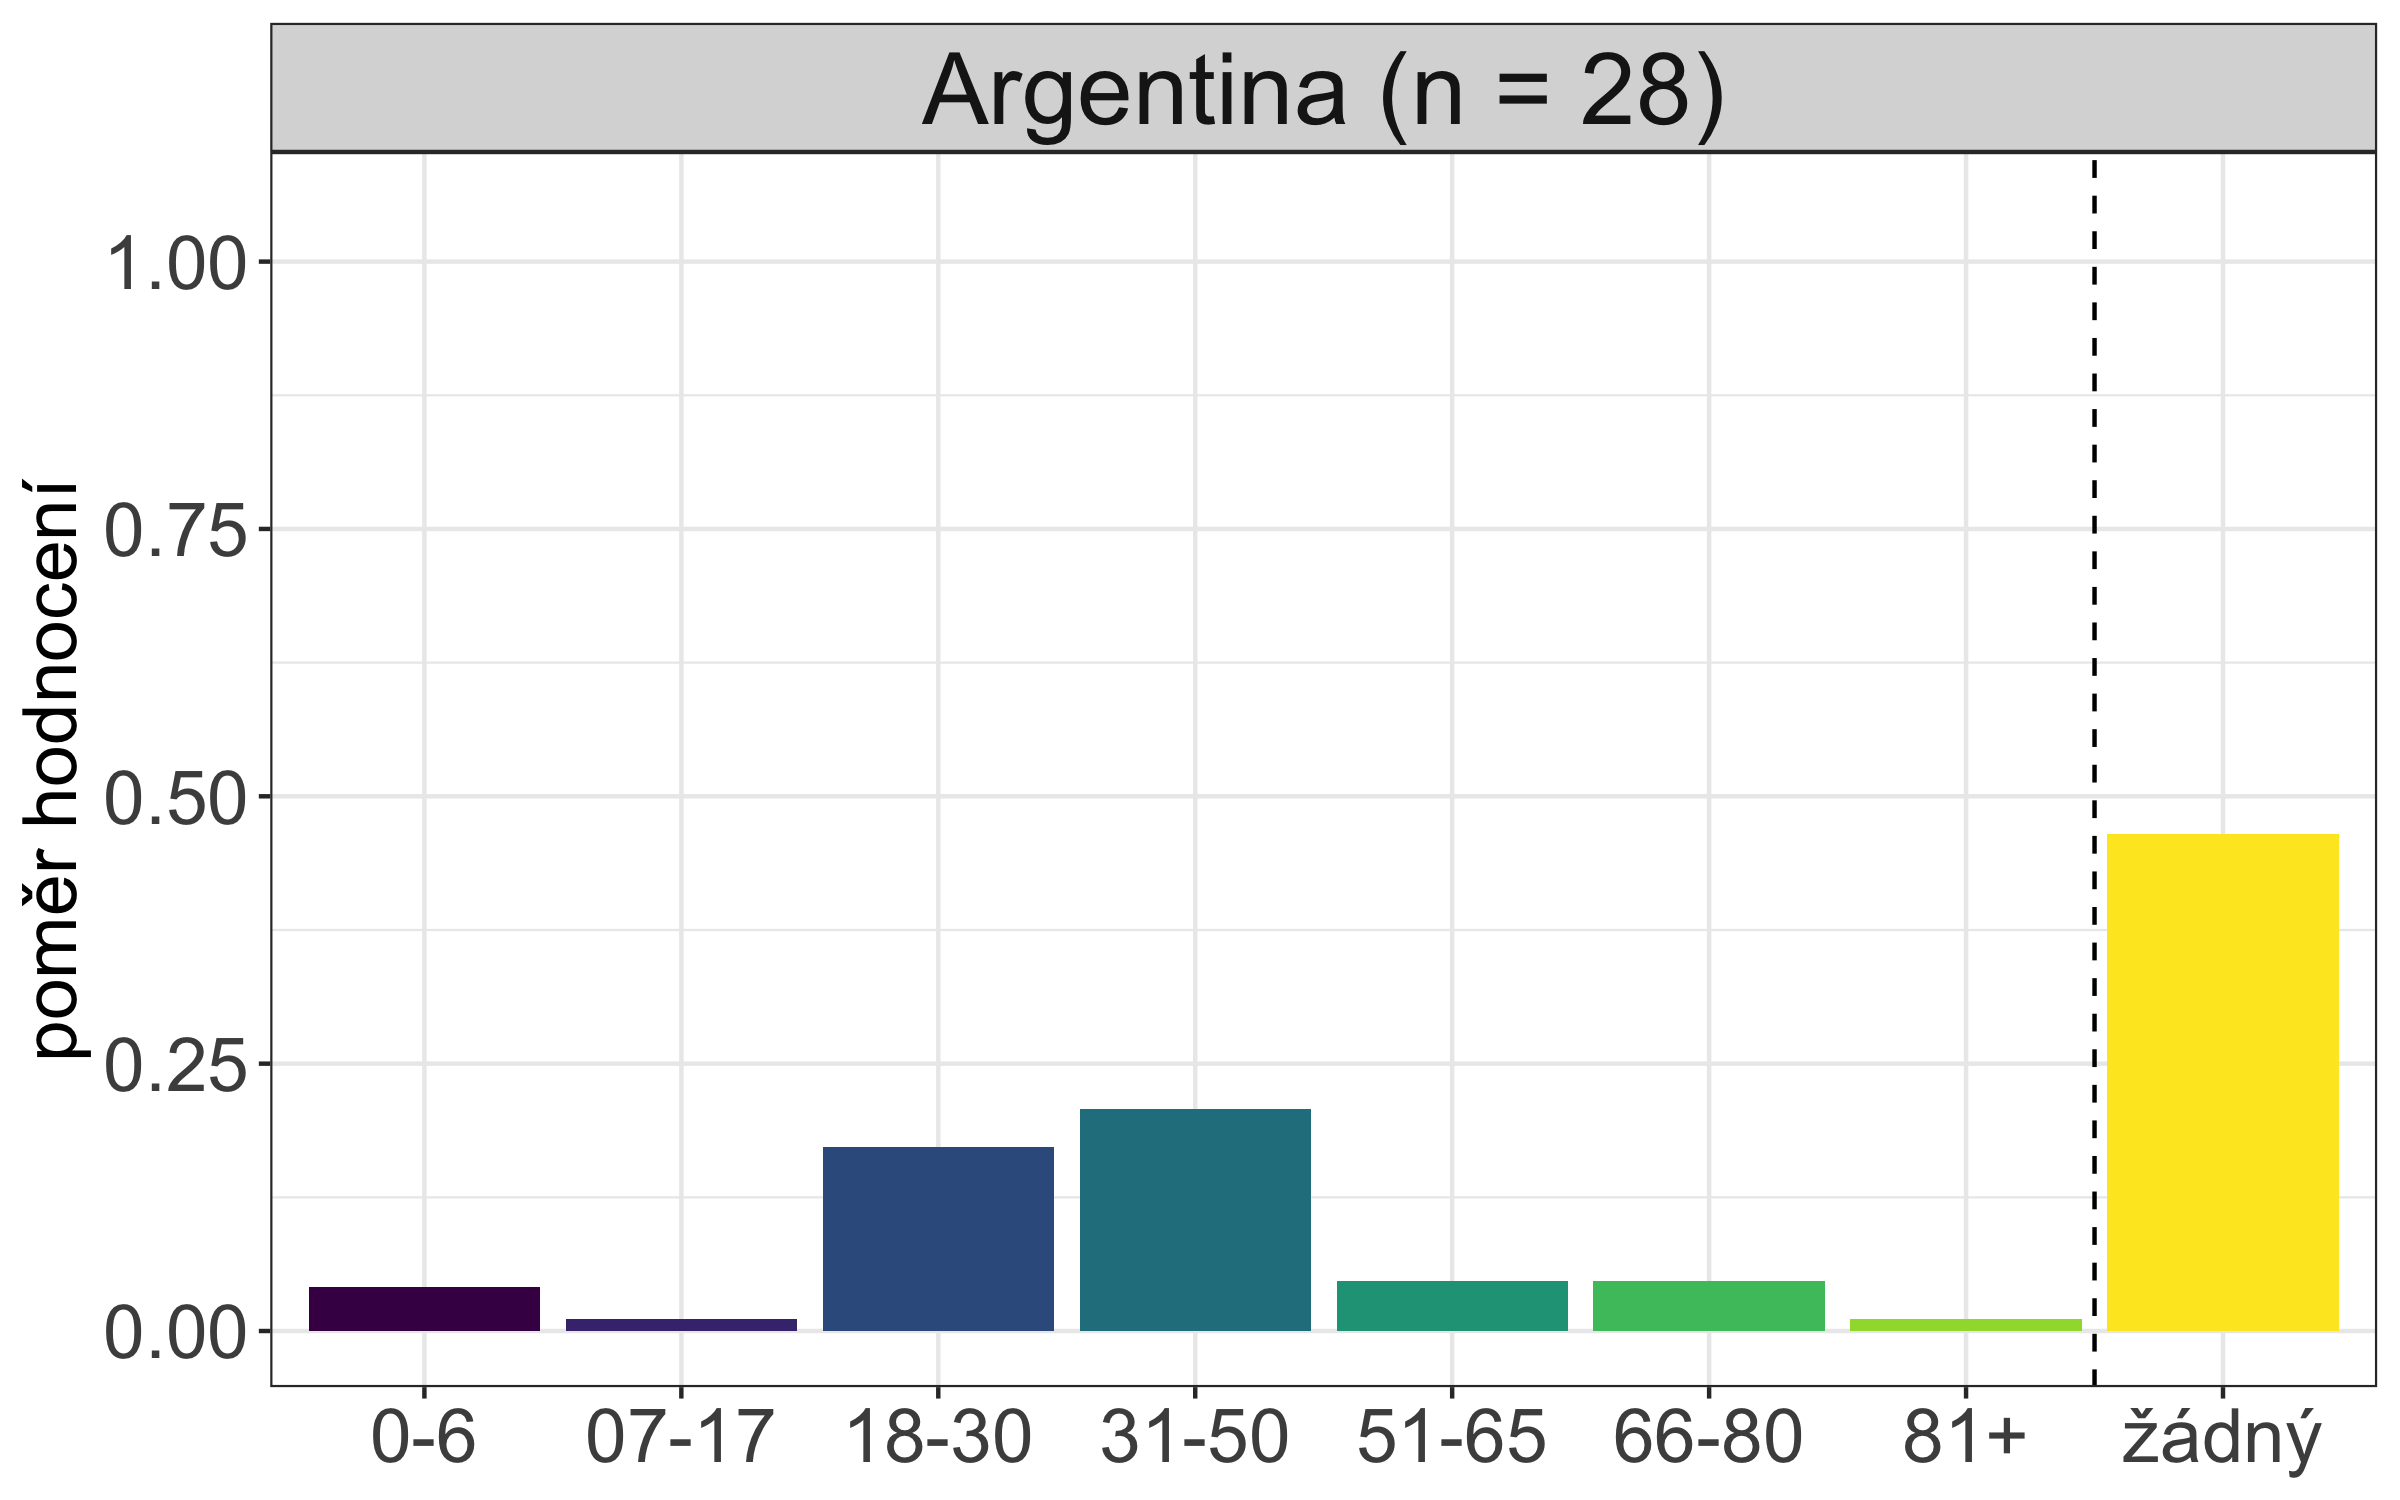 Argentina (n = 28)
poměr hodnocení
1.00
0.75
0.50
0.25
0.00
0-6 07-17 18-30 31-50 51-65 66-80 81+ žádný